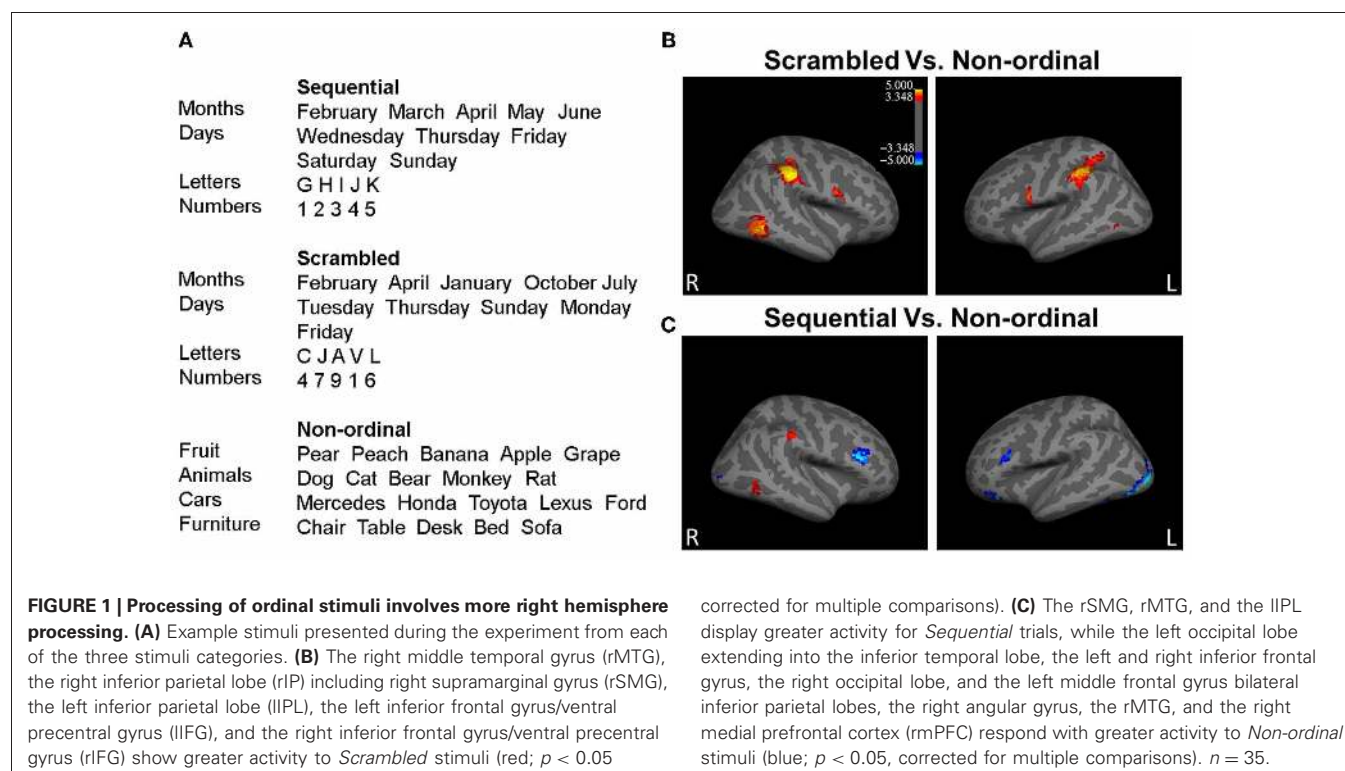 A
Sequential
Months February March April May June
Days Wednesday Thursday Friday
Saturday Sunday
Letters G H I J K
Numbers 1 2 3 4 5
Scrambled
Months February April January October July
Days Tuesday Thursday Sunday Monday
Friday
Letters C J A V L
Numbers 4 7 9 1 6
Non-ordinal
Fruit Pear Peach Banana Apple Grape
Animals Dog Cat Bear Monkey Rat
Cars Mercedes Honda Toyota Lexus Ford
Furniture Chair Table Desk Bed Sofa
B
Scrambled Vs. Non-ordinal
5.000
3.348
−3.348
−5.000
R
L
C
Sequential Vs. Non-ordinal
R
L
FIGURE 1 | Processing of ordinal stimuli involves more right hemisphere
processing. (A) Example stimuli presented during the experiment from each
of the three stimuli categories. (B) The right middle temporal gyrus (rMTG),
the right inferior parietal lobe (rIP) including right supramarginal gyrus (rSMG),
the left inferior parietal lobe (lIPL), the left inferior frontal gyrus/ventral
precentral gyrus (lIFG), and the right inferior frontal gyrus/ventral precentral
gyrus (rIFG) show greater activity to Scrambled stimuli (red; p < 0.05
corrected for multiple comparisons). (C) The rSMG, rMTG, and the lIPL
display greater activity for Sequential trials, while the left occipital lobe
extending into the inferior temporal lobe, the left and right inferior frontal
gyrus, the right occipital lobe, and the left middle frontal gyrus bilateral
inferior parietal lobes, the right angular gyrus, the rMTG, and the right
medial prefrontal cortex (rmPFC) respond with greater activity to Non-ordinal
stimuli (blue; p < 0.05, corrected for multiple comparisons). n = 35.